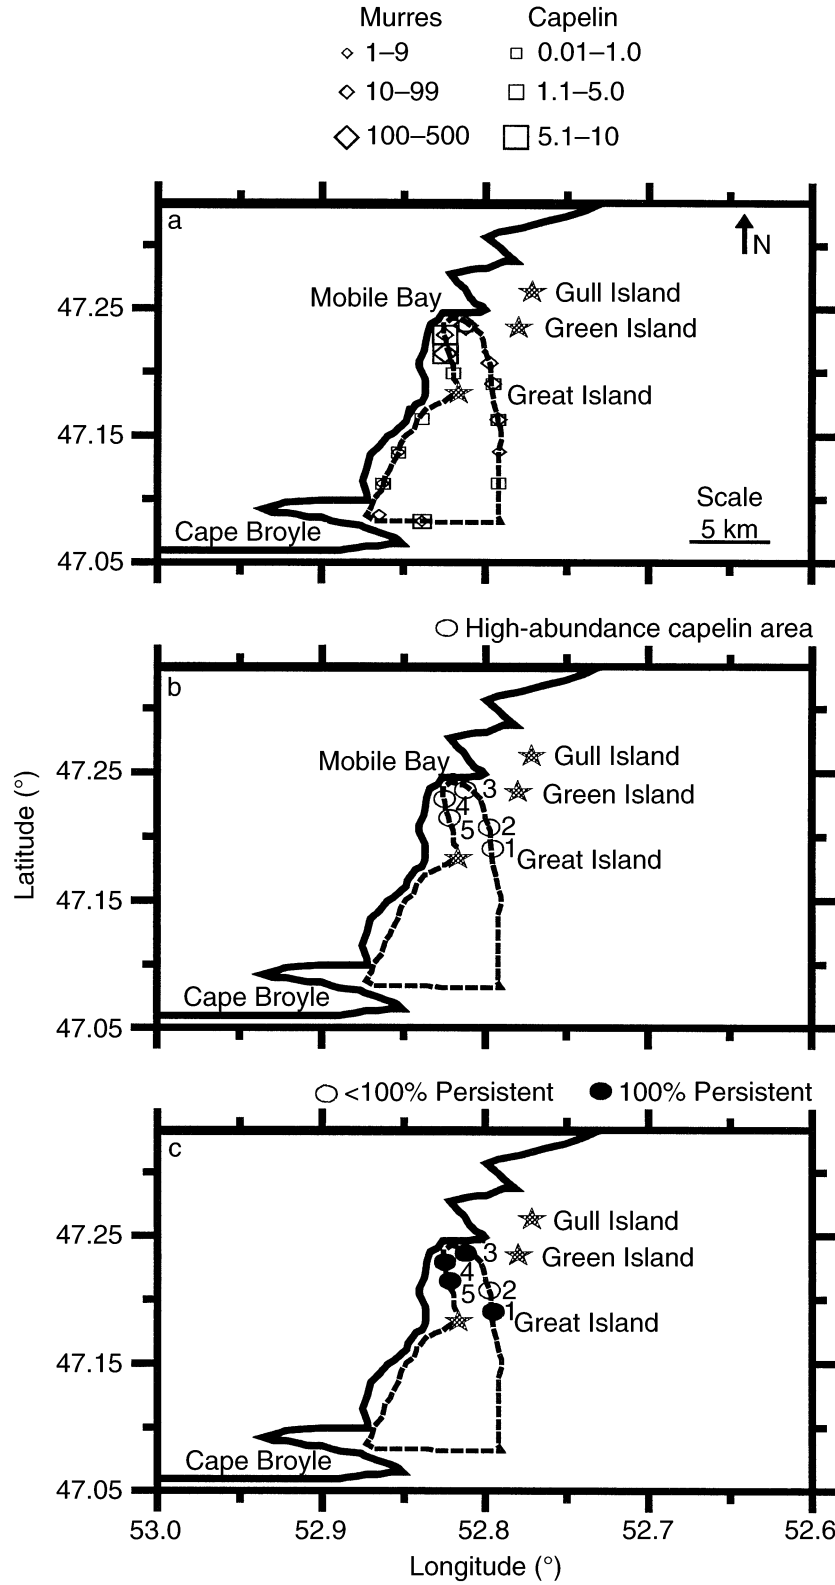 Murres Capelin
1–9 0.01–1.0
10–99 1.1–5.0
100–500 5.1–10
a
N
Mobile Bay
Gull Island
47.25
Green Island
Great Island
47.15
Scale
5 km
Cape Broyle
47.05
High-abundance capelin area
b
Mobile Bay
Gull Island
47.25
3
Green Island
4
5
2
1
Great Island
Latitude (°)
47.15
Cape Broyle
47.05
<100% Persistent 100% Persistent
c
Gull Island
47.25
3
Green Island
4
5
2
1
Great Island
47.15
Cape Broyle
47.05
53.0 52.9 52.8 52.7 52.6
Longitude (°)